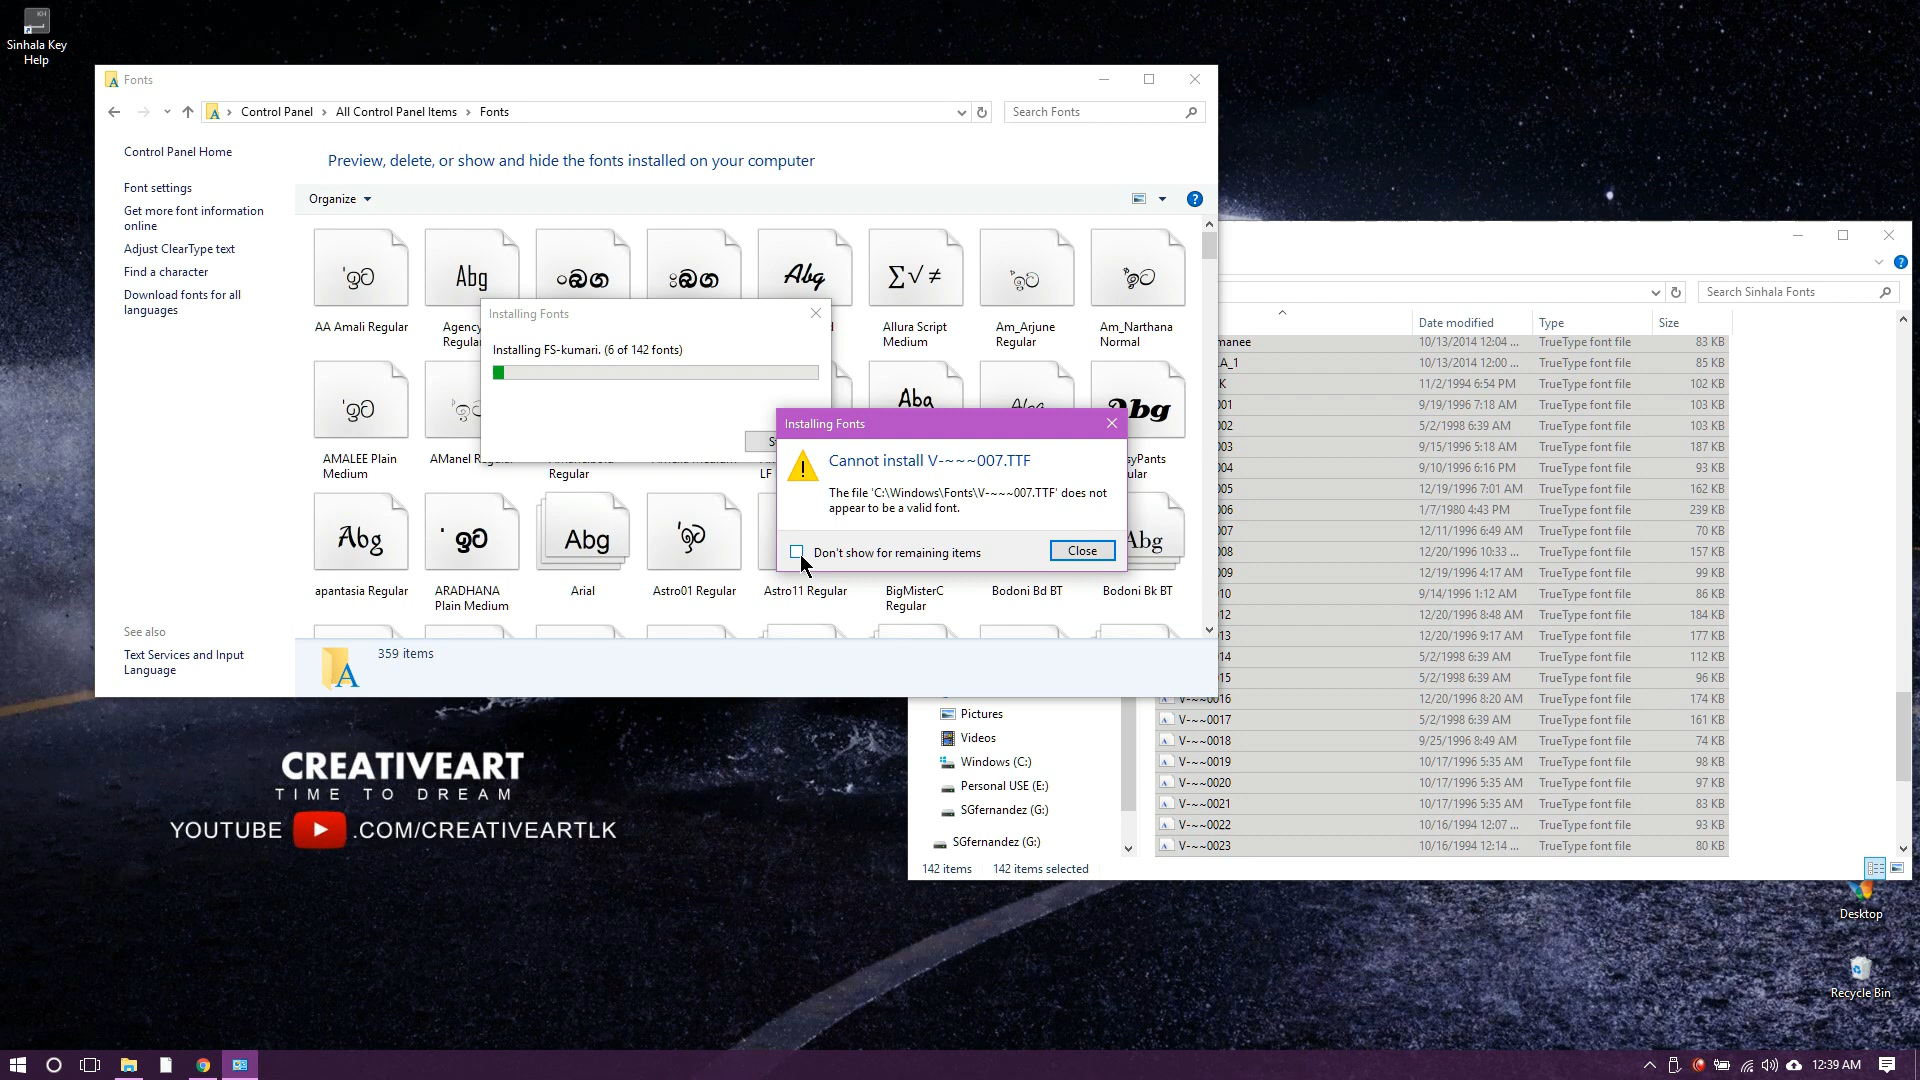 Sinhala Key
Help
Fonts
Control Panel
All Control Panel Items
Fonts
Search Fonts
Control Panel Home
Font settings
Get more font information
online
Adjust ClearType text
Find a character
Download fonts for all
languages
See also
Text Services and Input
Language
Preview, delete, or show and hide the fonts installed on your computer
Organize
Abg
Abg
∑√ ≠
AA Amali Regular
Agency
Regular
Allura Script
Medium
Am_Arjune
Regular
Am_Narthana
Normal
Abg
AMALEE Plain
Medium
AManel
Regular
LF
Abg
Abg
Abg
apantasia Regular
ARADHANA
Plain Medium
Arial
Astro01 Regular
Astro11 Regular
BigMisterC
Regular
Bodoni Bd BT
Bodoni Bk BT
359 items
Installing Fonts
Installing FS-kumari. (6 of 142 fonts)
Installing Fonts
Cannot install V-~~~007.TTF
The file 'C:\Windows\Fonts\V-~~~007.TTF' does not
appear to be a valid font.
Don't show for remaining items
Close
Search Sinhala Fonts
Date modified Type Size
manee 10/13/2014 12:04 ... TrueType font file 83 KB
A_1 10/13/2014 12:00 ... TrueType font file 85 KB
K 11/2/1994 6:54 PM TrueType font file 102 KB
001 9/19/1996 7:18 AM TrueType font file 103 KB
002 5/2/1998 6:39 AM TrueType font file 103 KB
003 9/15/1996 5:18 AM TrueType font file 187 KB
004 9/10/1996 6:16 PM TrueType font file 93 KB
005 12/19/1996 7:01 AM TrueType font file 162 KB
006 1/7/1980 4:43 PM TrueType font file 239 KB
007 12/11/1996 6:49 AM TrueType font file 70 KB
008 12/20/1996 10:33 ... TrueType font file 157 KB
009 12/19/1996 4:17 AM TrueType font file 99 KB
10 9/14/1996 1:12 AM TrueType font file 86 KB
12 12/20/1996 8:48 AM TrueType font file 184 KB
13 12/20/1996 9:17 AM TrueType font file 177 KB
14 5/2/1998 6:39 AM TrueType font file 112 KB
15 5/2/1998 6:39 AM TrueType font file 96 KB
V-~~0016 12/20/1996 8:20 AM TrueType font file 174 KB
V-~~0017 5/2/1998 6:39 AM TrueType font file 161 KB
V-~~0018 9/25/1996 8:49 AM TrueType font file 74 KB
V-~~0019 10/17/1996 5:35 AM TrueType font file 98 KB
V-~~0020 10/17/1996 5:35 AM TrueType font file 97 KB
V-~~0021 10/17/1996 5:35 AM TrueType font file 83 KB
V-~~0022 10/16/1994 12:07 ... TrueType font file 93 KB
V-~~0023 10/16/1994 12:14 ... TrueType font file 80 KB
Pictures
Videos
Windows (C:)
Personal USE (E:)
SGfernandez (G:)
SGfernandez (G:)
142 items 142 items selected
CREATIVEART
TIME TO DREAM
YOUTUBE .COM/CREATIVEARTLK
Desktop
Recycle Bin
12:39 AM